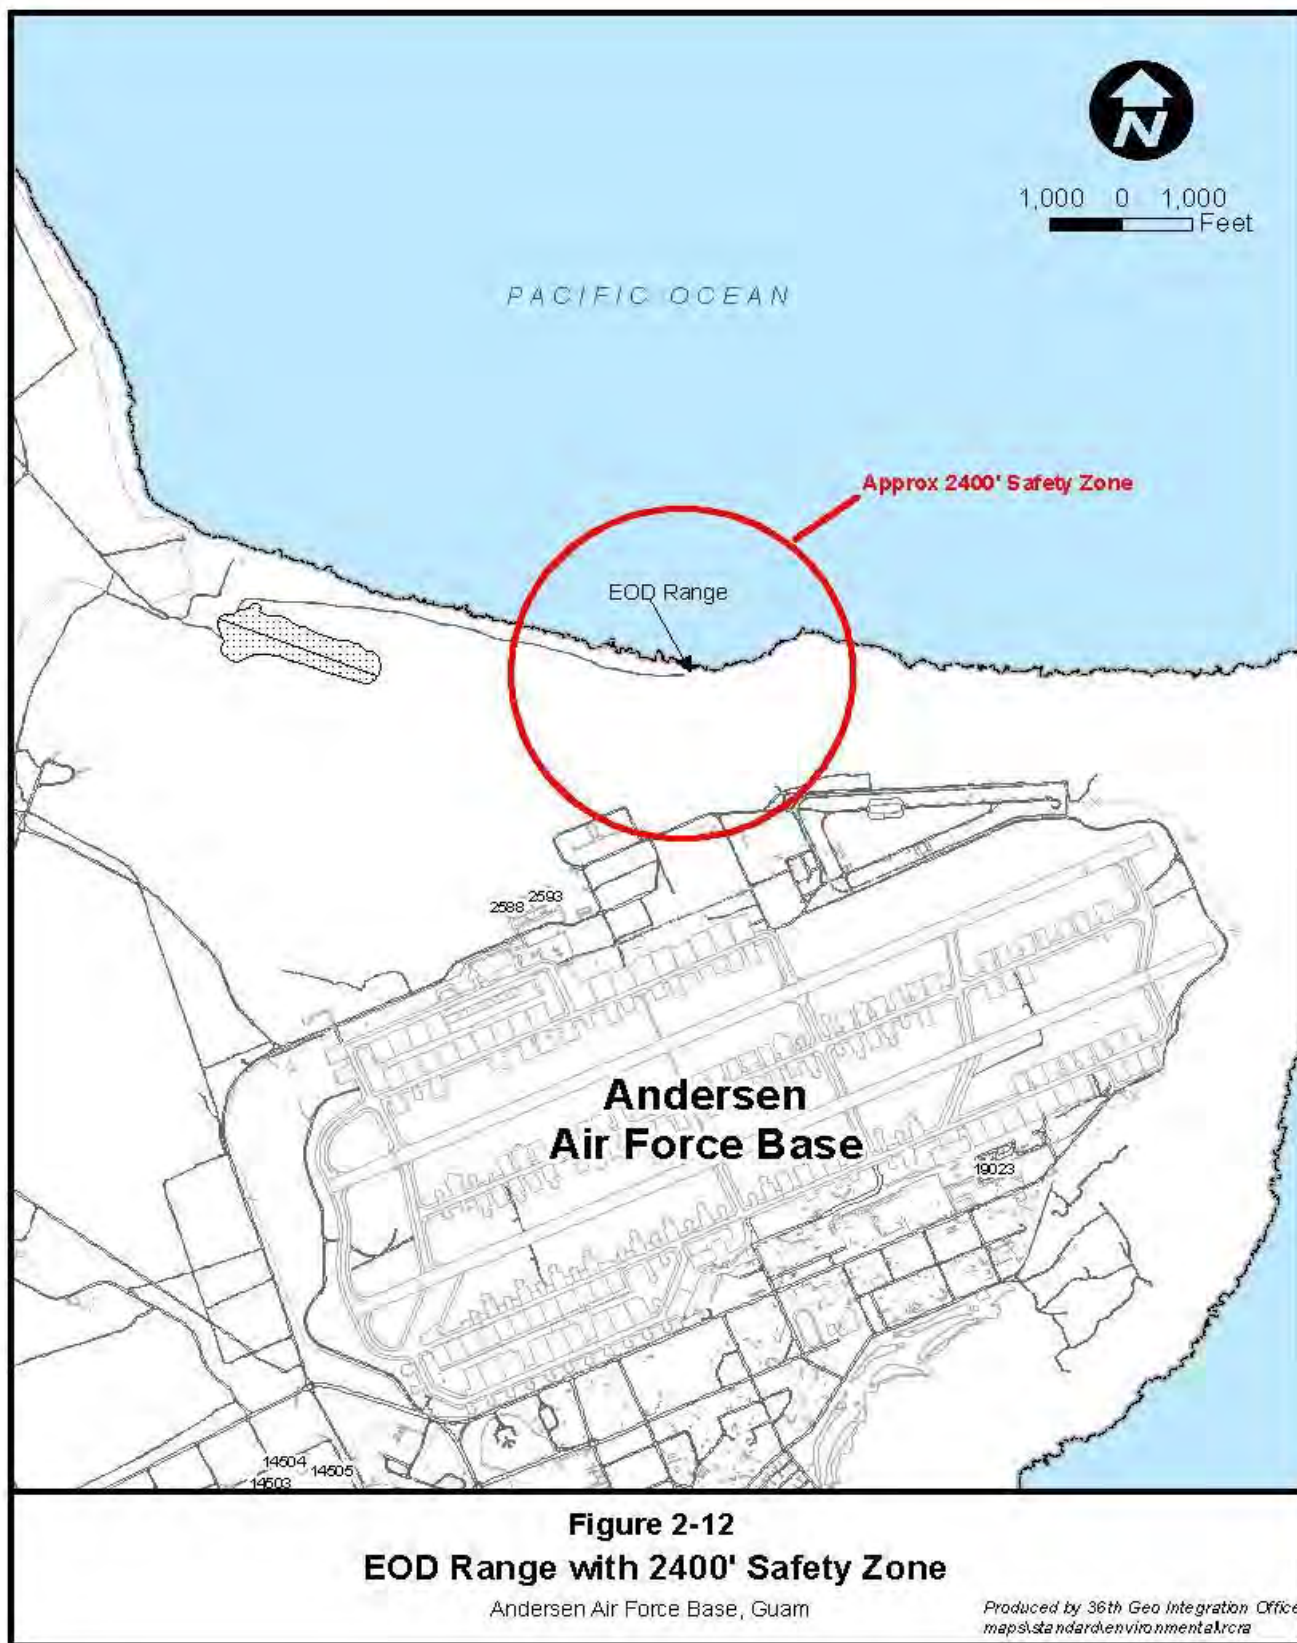 N
1,000 0 1,000
Feet
PACIFIC OCEAN
Approx 2400' Safety Zone
EOD Range
2593
2588
Andersen
Air Force Base
19023
14504
14505
14503
Figure 2-12
EOD Range with 2400' Safety Zone
Andersen Air Force Base, Guam
Produced by 36th Geo Integration Office
maps\standard\environmental\rcra